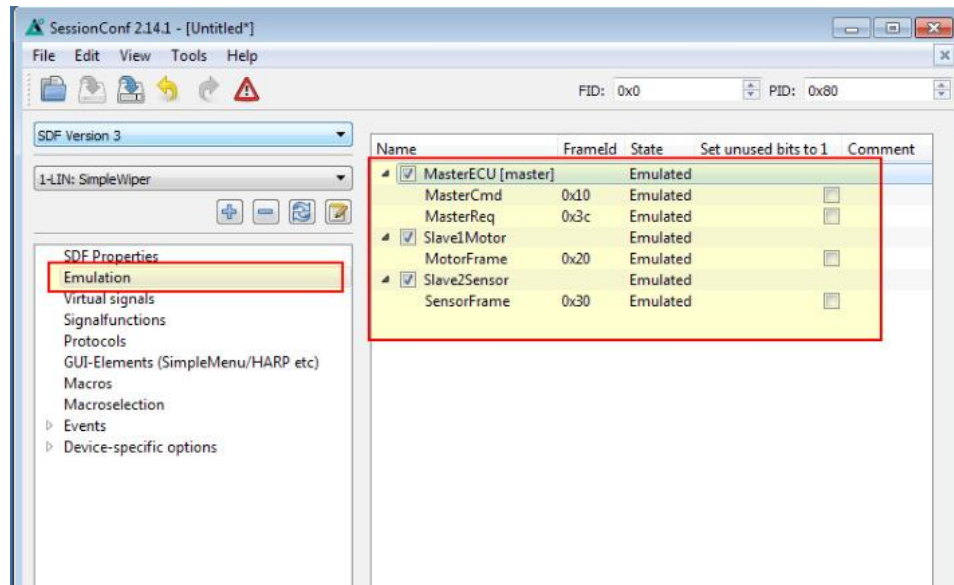 SessionConf 2.14.1 - [Untitled*]
File Edit View Tools Help
FID: 0x0 PID: 0x80
SDF Version 3
1-LIN: SimpleWiper
SDF Properties
Emulation
Virtual signals
Signalfunctions
Protocols
GUI-Elements (SimpleMenu/HARP etc)
Macros
Macroselection
Events
Device-specific options
Name FrameId State Set unused bits to 1 Comment
MasterECU [master] Emulated
MasterCmd 0x10 Emulated
MasterReq 0x3c Emulated
Slave1Motor Emulated
MotorFrame 0x20 Emulated
Slave2Sensor Emulated
SensorFrame 0x30 Emulated